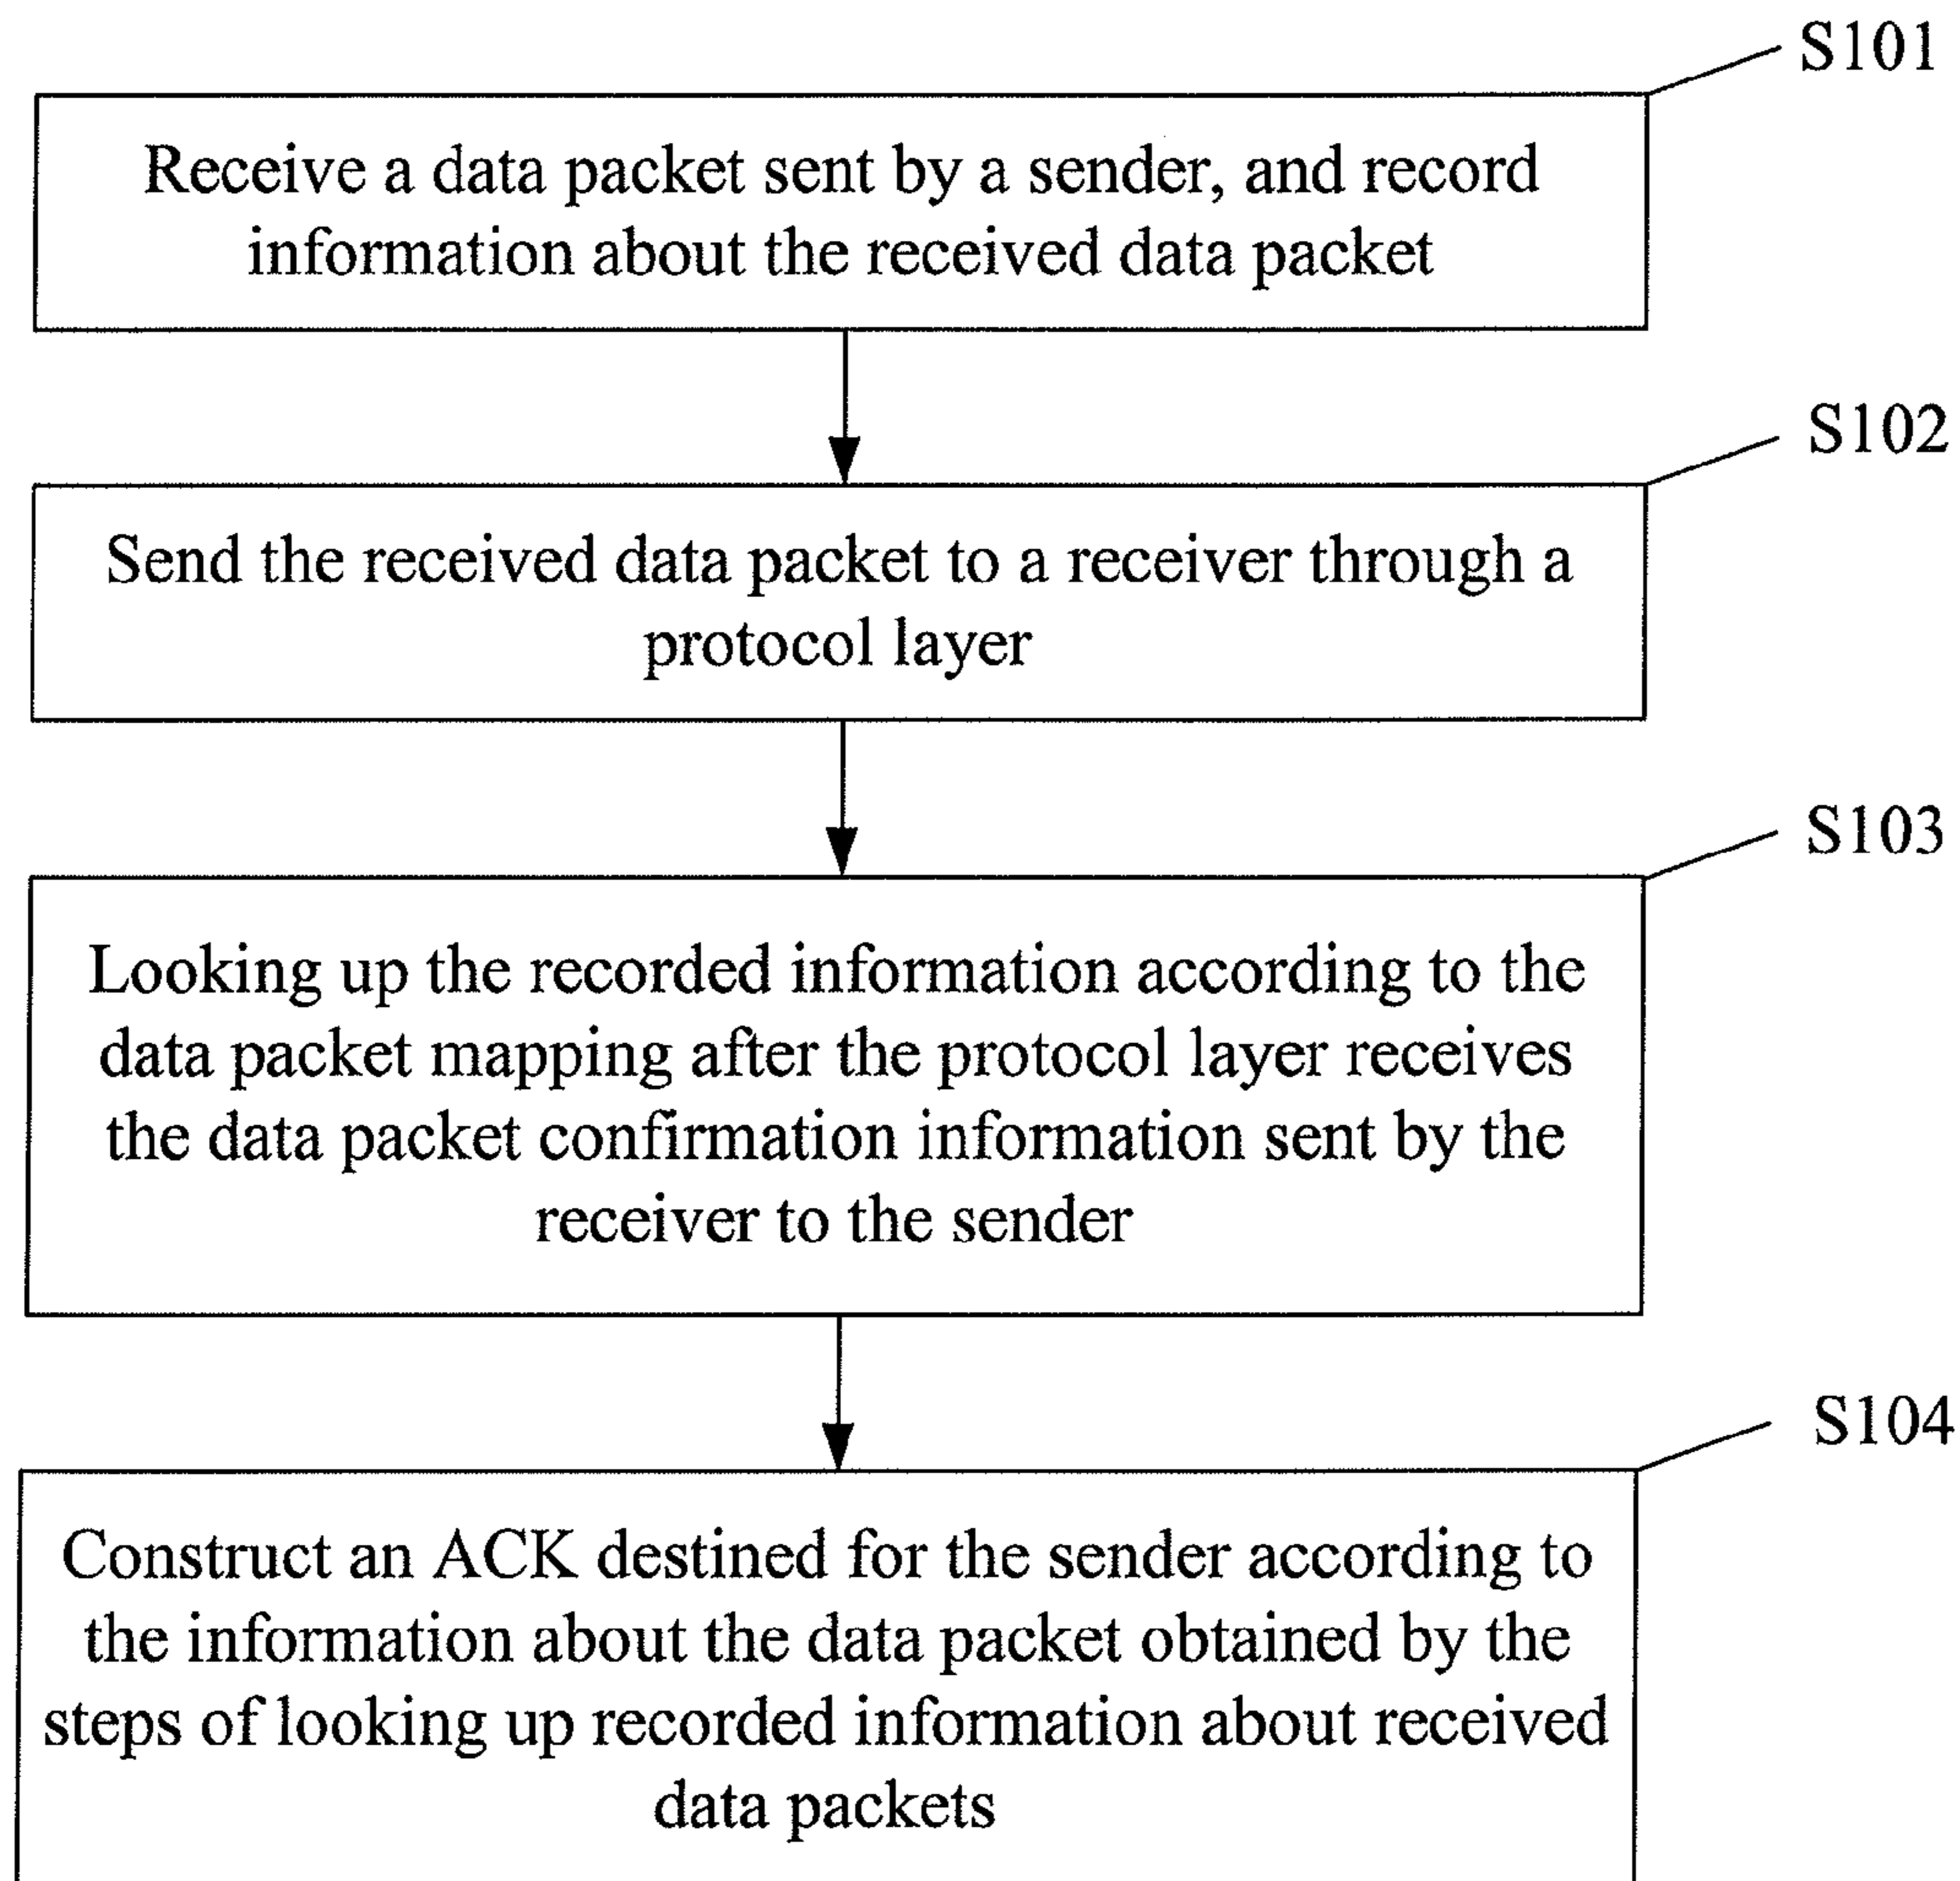 S101
Receive a data packet sent by a sender, and record
information about the received data packet
S102
Send the received data packet to a receiver through a
protocol layer
S103
Looking up the recorded information according to the
data packet mapping after the protocol layer receives
the data packet confirmation information sent by the
receiver to the sender
S104
Construct an ACK destined for the sender according to
the information about the data packet obtained by the
steps of looking up recorded information about received
data packets